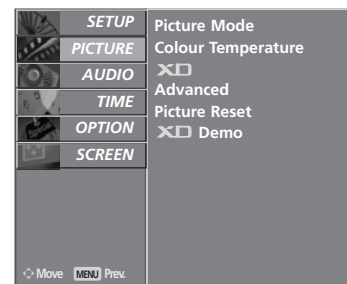 SETUP
PICTURE
AUDIO
TIME
OPTION
SCREEN
Move MENU Prev.
Picture Mode
Colour Temperature
XD
Advanced
Picture Reset
XD Demo